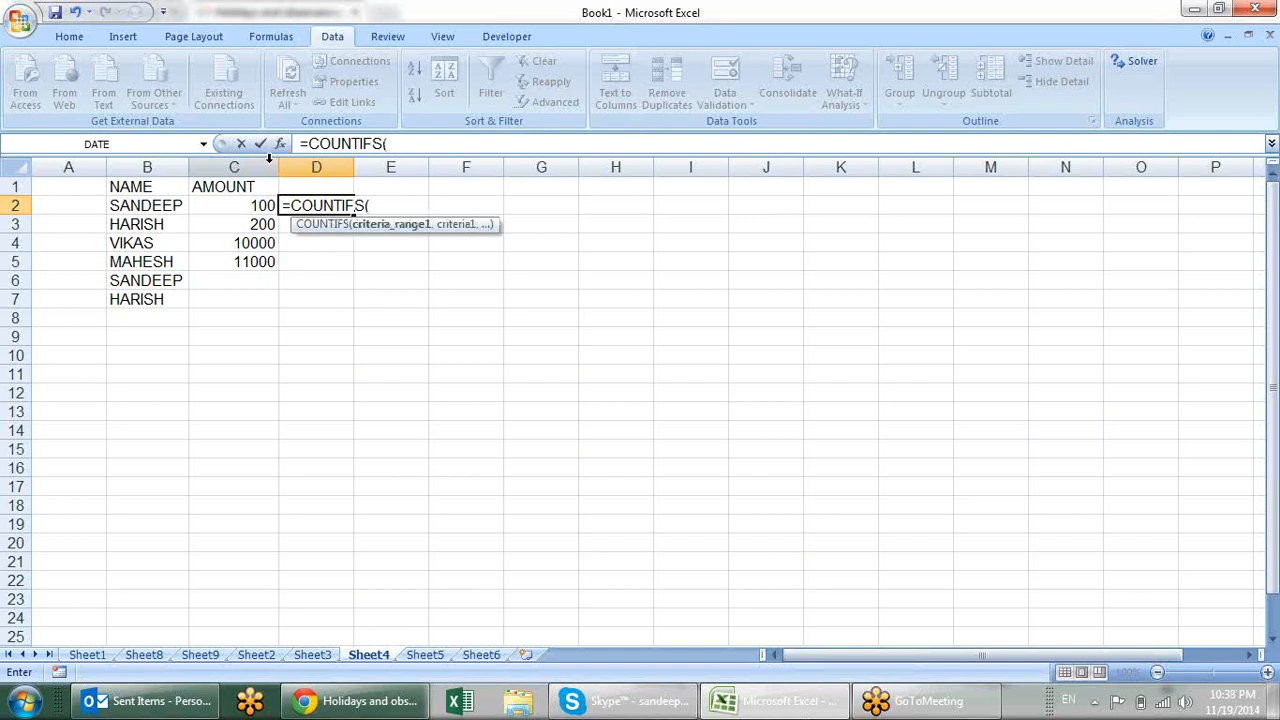 Book1 - Microsoft Excel
Home Insert Page Layout Formulas Data Review View Developer
From Access
From Web
From Text
From Other Sources
Existing Connections
Get External Data
Refresh All
Connections
Properties
Edit Links
Connections
Sort
Filter
Clear
Reapply
Advanced
Sort & Filter
Text to Columns
Remove Duplicates
Data Validation
Consolidate
What-If Analysis
Data Tools
Group
Ungroup
Subtotal
Show Detail
Hide Detail
Outline
Solver
Analysis
DATE fx =COUNTIFS(
A B C D E F G H I J K L M N O P
1 NAME AMOUNT
2 SANDEEP 100 =COUNTIFS(
COUNTIFS(criteria_range1, criteria1, ...)
3 HARISH 200
4 VIKAS 10000
5 MAHESH 11000
6 SANDEEP
7 HARISH
8
9
10
11
12
13
14
15
16
17
18
19
20
21
22
23
24
25
Sheet1 Sheet8 Sheet9 Sheet2 Sheet3 Sheet4 Sheet5 Sheet6
Enter 100%
Sent Items - Perso... Holidays and obs... Skype™ - sandeep... Microsoft Excel - ... GoToMeeting EN 10:38 PM
11/19/2014